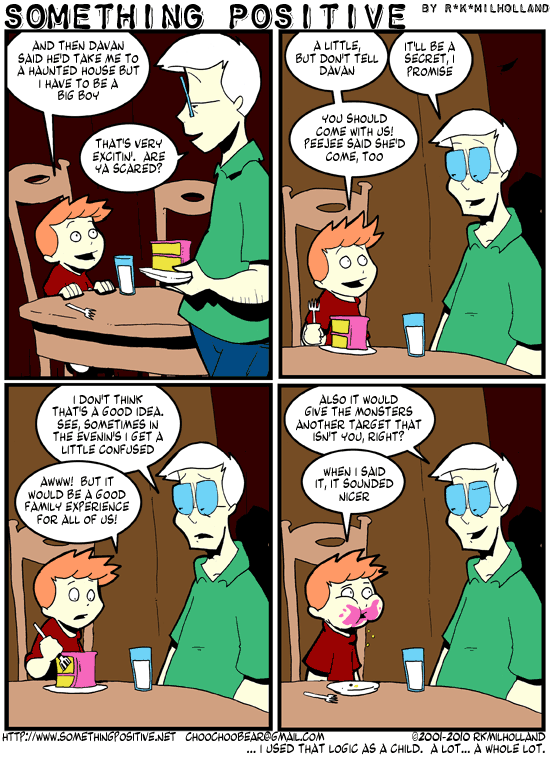 SOMETHING POSITIVE BY R*K*MILHOLLAND
AND THEN DAVAN
SAID HE'D TAKE ME TO
A HAUNTED HOUSE BUT
I HAVE TO BE A
BIG BOY
THAT'S VERY
EXCITIN'. ARE
YA SCARED?
A LITTLE,
BUT DON'T TELL
DAVAN
IT'LL BE A
SECRET, I
PROMISE
YOU SHOULD
COME WITH US!
PEEJEE SAID SHE'D
COME, TOO
I DON'T THINK
THAT'S A GOOD IDEA.
SEE, SOMETIMES IN
THE EVENIN'S I GET A
LITTLE CONFUSED
AWWW! BUT IT
WOULD BE A GOOD
FAMILY EXPERIENCE
FOR ALL OF US!
ALSO IT WOULD
GIVE THE MONSTERS
ANOTHER TARGET THAT
ISN'T YOU, RIGHT?
WHEN I SAID
IT, IT SOUNDED
NICER
HTTP://WWW.SOMETHINGPOSITIVE.NET CHOOCHOOBEAR@GMAIL.COM ©2001-2010 RKMILHOLLAND
... I USED THAT LOGIC AS A CHILD. A LOT... A WHOLE LOT.